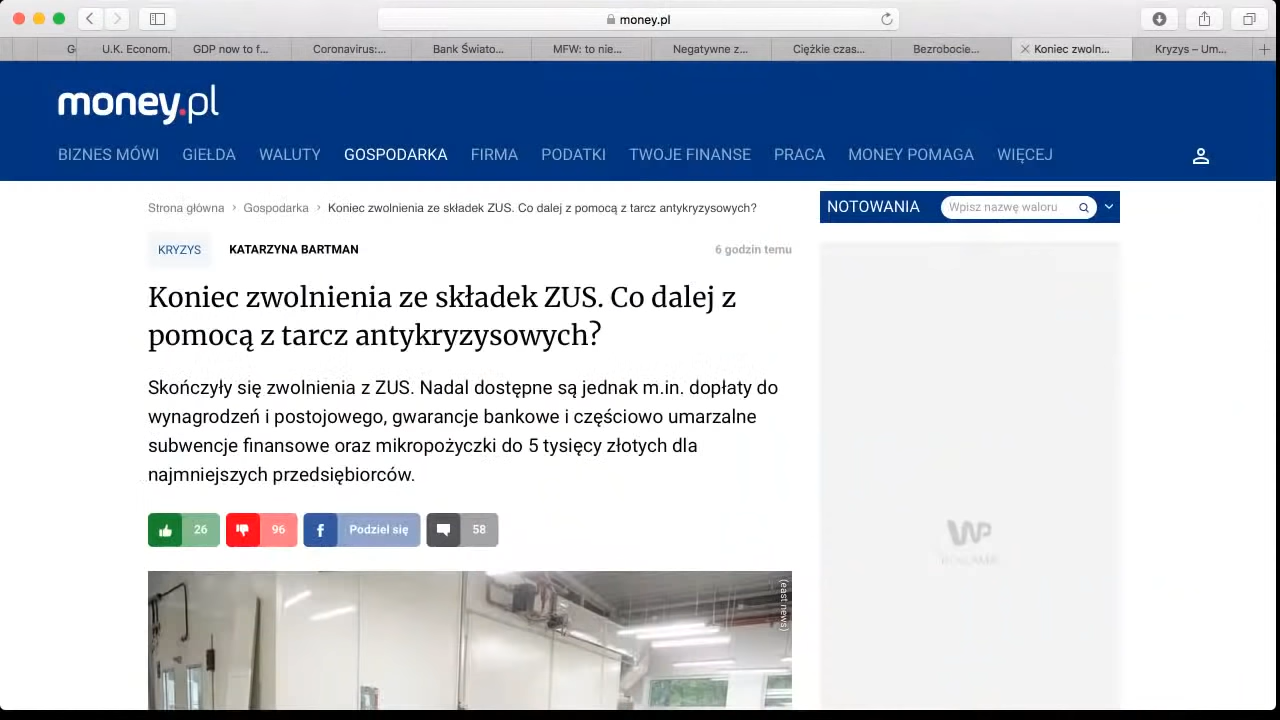 money.pl
G
U.K. Econom.
GDP now to f...
Coronavirus:...
Bank Świato...
MFW: to nie...
Negatywne z...
Ciężkie czas...
Bezrobocie...
Koniec zwoln...
Kryzys – Um...
money.pl
BIZNES MÓWI GIEŁDA WALUTY GOSPODARKA FIRMA PODATKI TWOJE FINANSE PRACA MONEY POMAGA WIĘCEJ
Strona główna › Gospodarka › Koniec zwolnienia ze składek ZUS. Co dalej z pomocą z tarcz antykryzysowych?
NOTOWANIA Wpisz nazwę waloru
KRYZYS KATARZYNA BARTMAN 6 godzin temu
Koniec zwolnienia ze składek ZUS. Co dalej z
pomocą z tarcz antykryzysowych?
Skończyły się zwolnienia z ZUS. Nadal dostępne są jednak m.in. dopłaty do
wynagrodzeń i postojowego, gwarancje bankowe i częściowo umarzalne
subwencje finansowe oraz mikropożyczki do 5 tysięcy złotych dla
najmniejszych przedsiębiorców.
26 96 f Podziel się 58
WP
REKLAMA
(east news)